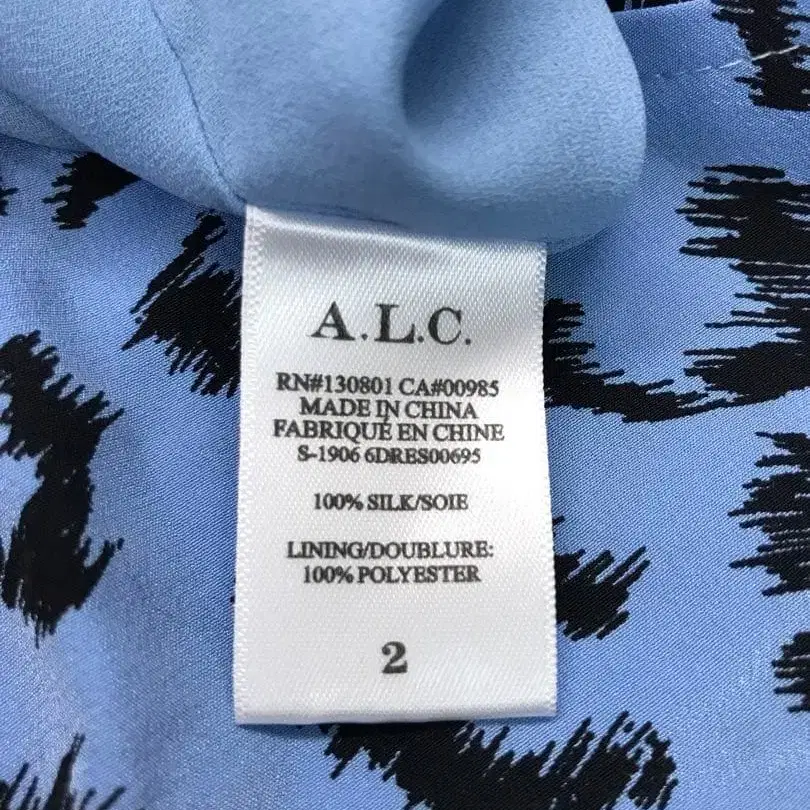 A.L.C.
RN#130801 CA#00985
MADE IN CHINA
FABRIQUÉ EN CHINE
S-1906 6DRES00695
100% SILK/SOIE
LINING/DOUBLURE:
100% POLYESTER
2